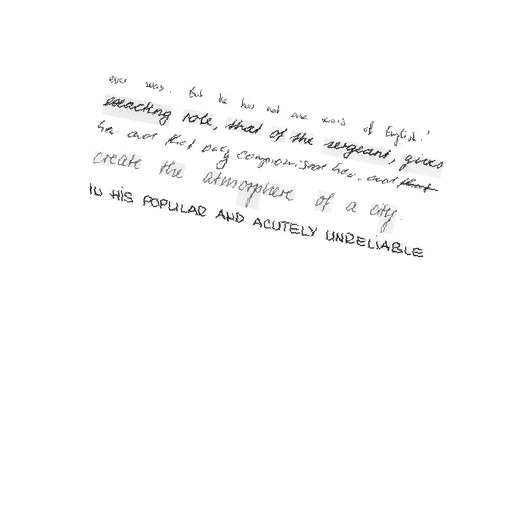 ever was. But he has not one word of English.'
exacting role, that of the sergeant, gives
her and that only compromised her, and that
create the atmosphere of a city.
IN HIS POPULAR AND ACUTELY UNRELIABLE